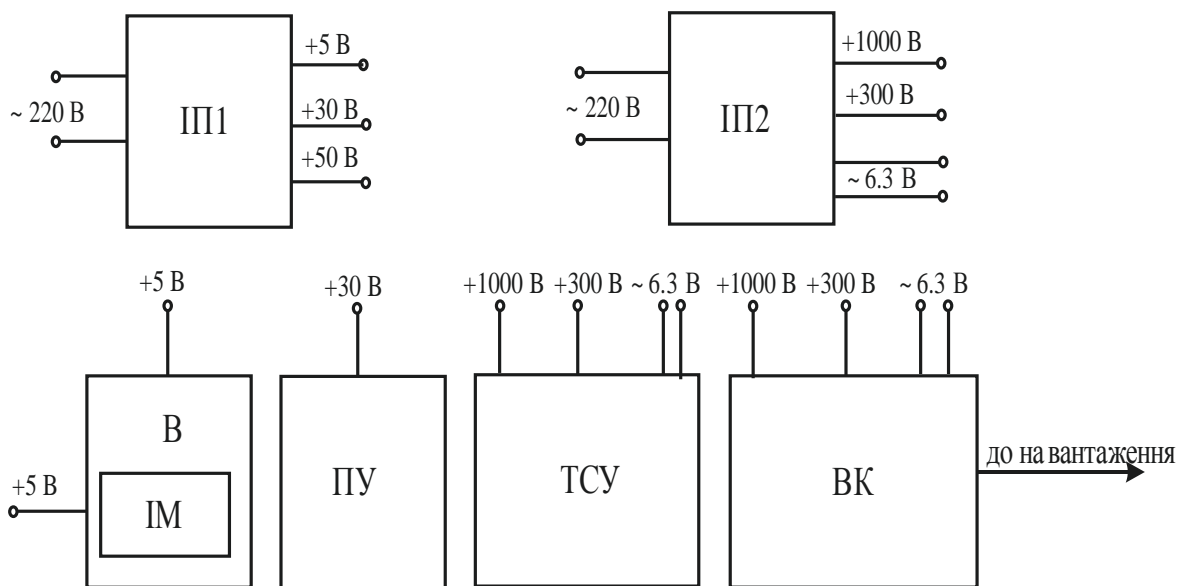 +5 В
+1000 В
~ 220 В
ІП1
+30 В
~ 220 В
ІП2
+300 В
+50 В
~ 6.3 В
+5 В
+30 В
+1000 В
+300 В
~ 6.3 В
+1000 В
+300 В
~ 6.3 В
В
+5 В
ІМ
ПУ
ТСУ
ВК
до на вантаження